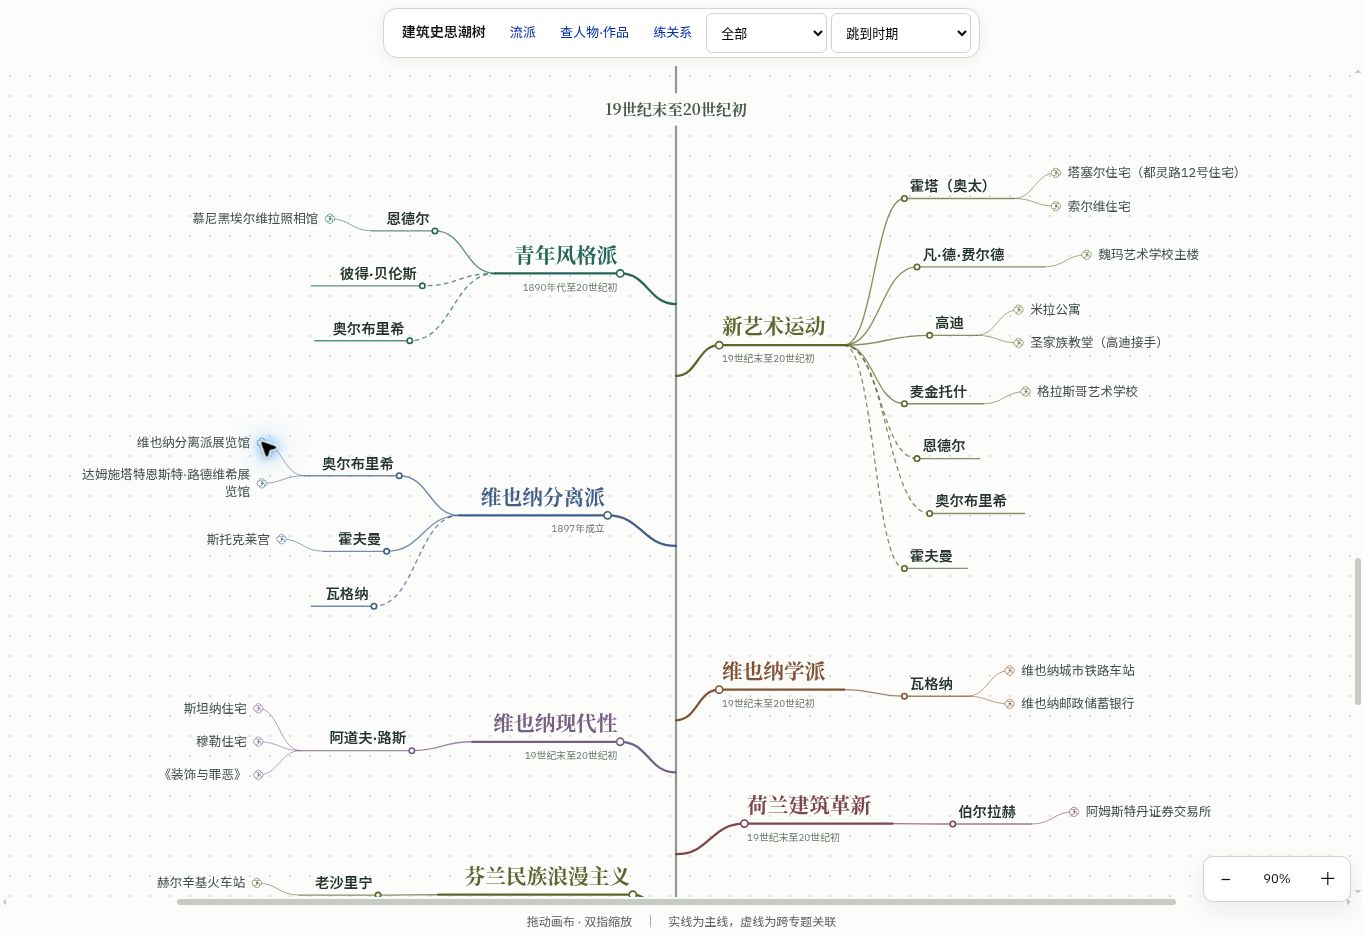 建筑史思潮树 流派 查人物·作品 练关系 全部 跳到时期
19世纪末至20世纪初
青年风格派
1890年代至20世纪初
恩德尔
慕尼黑埃尔维拉照相馆
彼得·贝伦斯
奥尔布里希
新艺术运动
19世纪末至20世纪初
霍塔（奥太）
塔塞尔住宅（都灵路12号住宅）
索尔维住宅
凡·德·费尔德
魏玛艺术学校主楼
高迪
米拉公寓
圣家族教堂（高迪接手）
麦金托什
格拉斯哥艺术学校
恩德尔
奥尔布里希
霍夫曼
维也纳分离派
1897年成立
奥尔布里希
维也纳分离派展览馆
达姆施塔特恩斯特·路德维希展
览馆
霍夫曼
斯托克莱宫
瓦格纳
维也纳学派
19世纪末至20世纪初
瓦格纳
维也纳城市铁路车站
维也纳邮政储蓄银行
维也纳现代性
19世纪末至20世纪初
阿道夫·路斯
斯坦纳住宅
穆勒住宅
《装饰与罪恶》
荷兰建筑革新
19世纪末至20世纪初
伯尔拉赫
阿姆斯特丹证券交易所
芬兰民族浪漫主义
老沙里宁
赫尔辛基火车站
− 90% +
拖动画布 · 双指缩放 | 实线为主线，虚线为跨专题关联